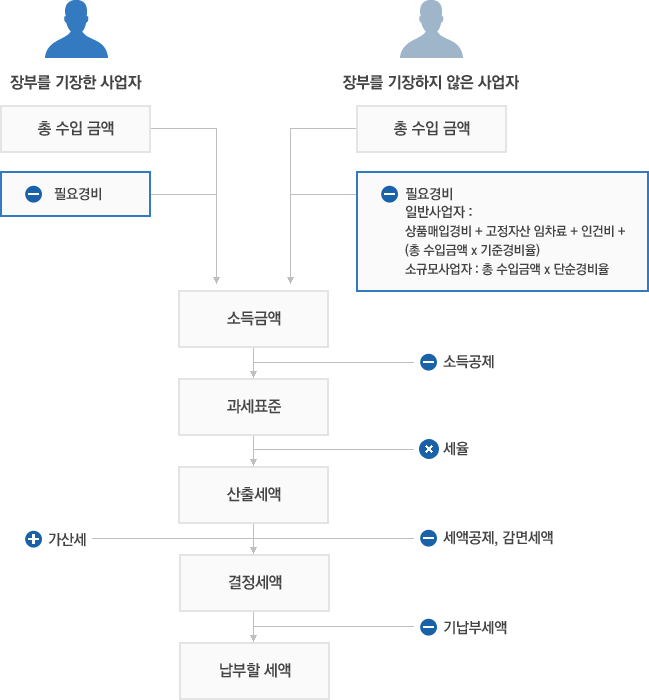 장부를 기장한 사업자
장부를 기장하지 않은 사업자
총 수입 금액
총 수입 금액
필요경비
필요경비
일반사업자 :
상품매입경비 + 고정자산 임차료 + 인건비 +
(총 수입금액 x 기준경비율)
소규모사업자 : 총 수입금액 x 단순경비율
소득금액
소득공제
과세표준
세율
산출세액
가산세
세액공제, 감면세액
결정세액
기납부세액
납부할 세액